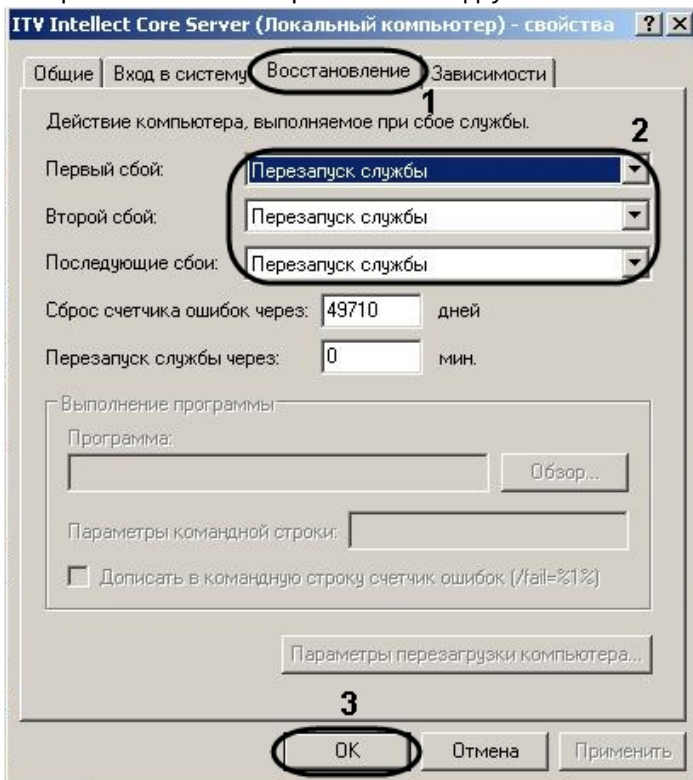 ITV Intellect Core Server (Локальный компьютер) - свойства
Общие Вход в систему Восстановление Зависимости
1
Действие компьютера, выполняемое при сбое службы.
2
Первый сбой: Перезапуск службы
Второй сбой: Перезапуск службы
Последующие сбои: Перезапуск службы
Сброс счетчика ошибок через: 49710 дней
Перезапуск службы через: 0 мин.
Выполнение программы
Программа:
Обзор...
Параметры командной строки:
Дописать в командную строку счетчик ошибок (/fail=%1%)
Параметры перезагрузки компьютера...
3
OK Отмена Применить